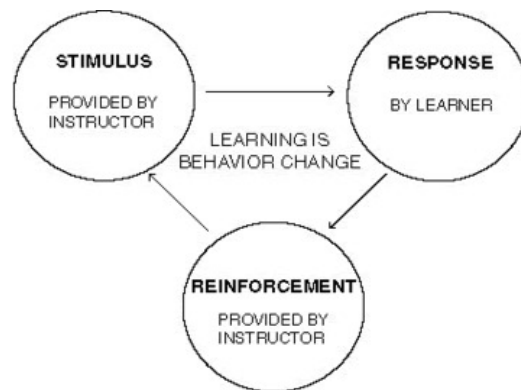 STIMULUS
PROVIDED BY
INSTRUCTOR
RESPONSE
BY LEARNER
LEARNING IS
BEHAVIOR CHANGE
REINFORCEMENT
PROVIDED BY
INSTRUCTOR